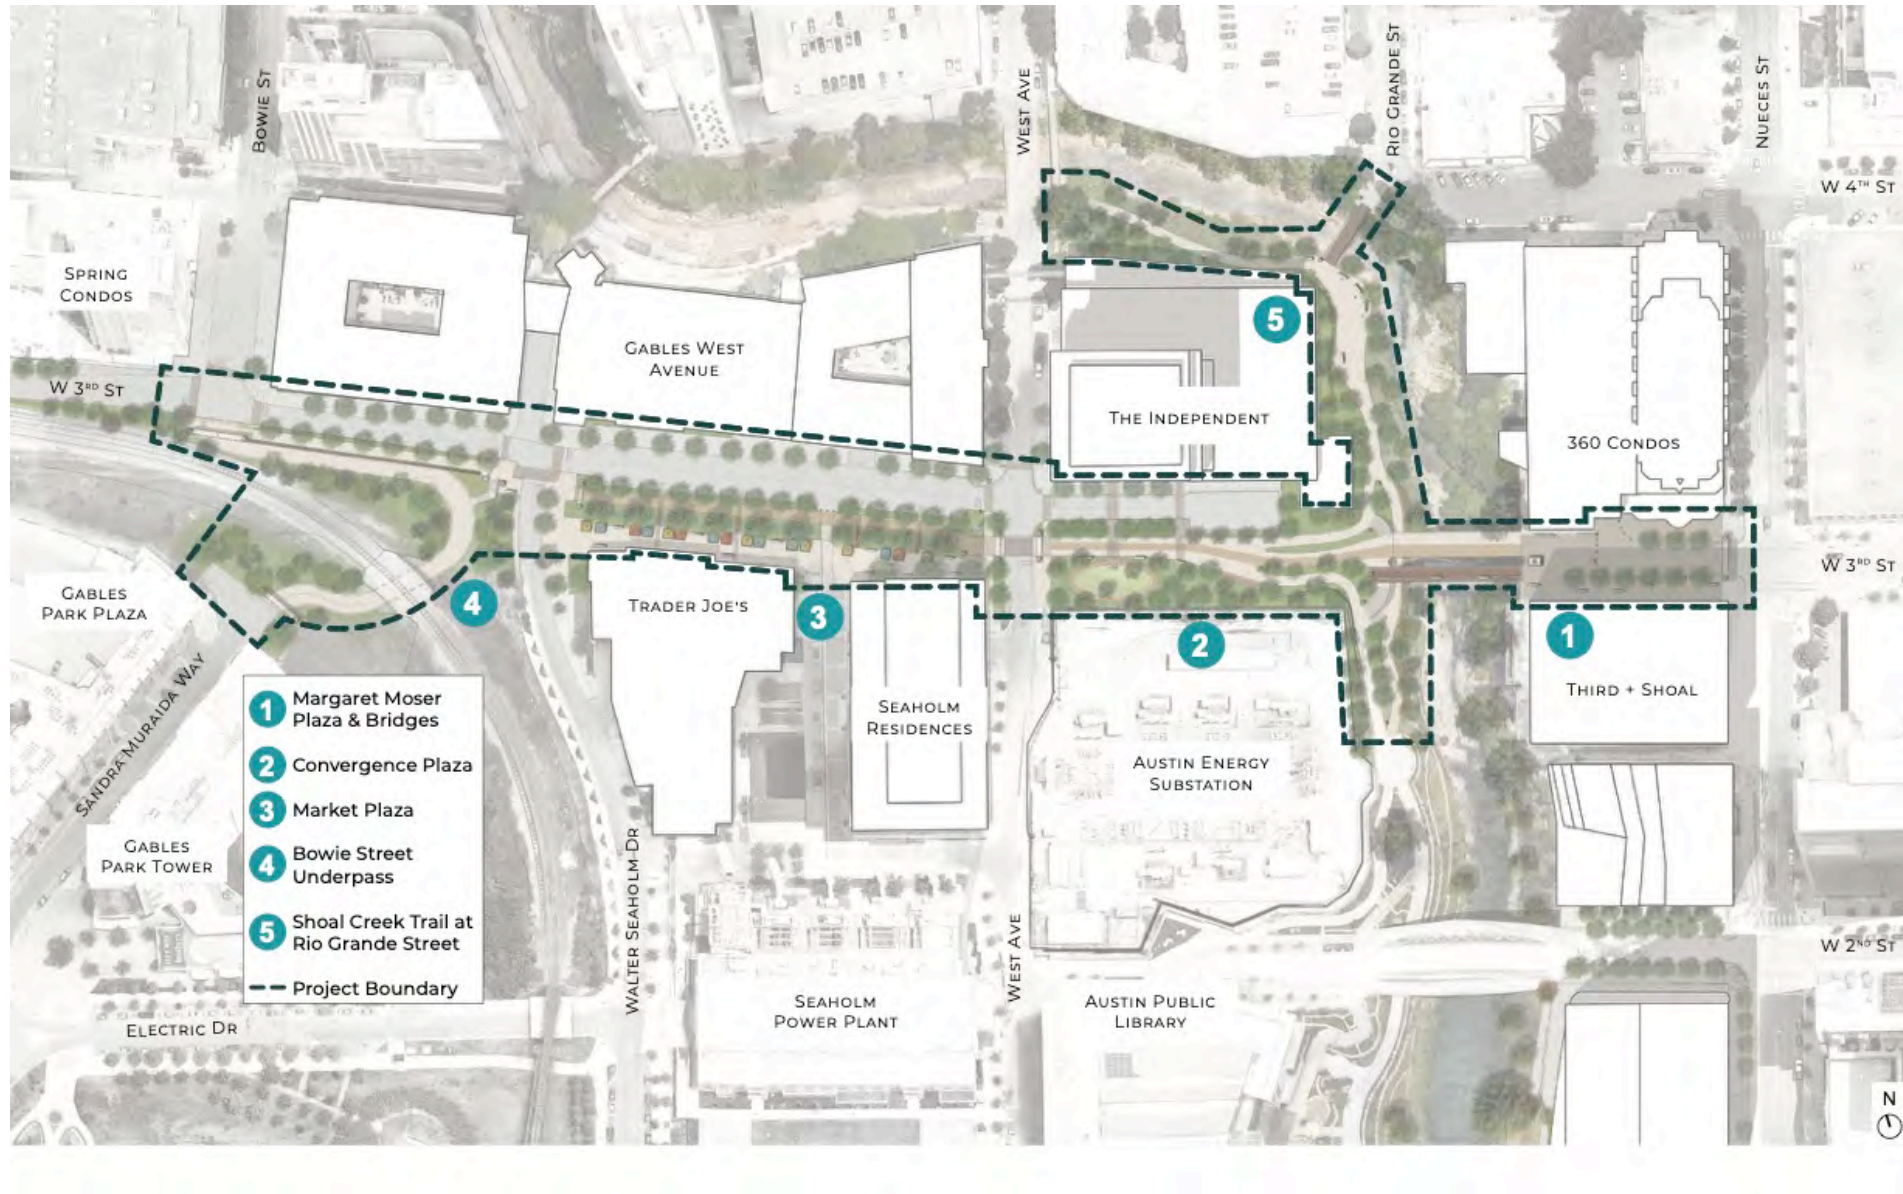 BOWIE ST
WEST AVE
RIO GRANDE ST
NUECES ST
W 4TH ST
SPRING
CONDOS
W 3RD ST
GABLES WEST
AVENUE
5
THE INDEPENDENT
360 CONDOS
W 3RD ST
GABLES
PARK PLAZA
4
TRADER JOE'S
3
2
1
SEAHOLM
RESIDENCES
THIRD + SHOAL
AUSTIN ENERGY
SUBSTATION
SANDRA MURAIDA WAY
GABLES
PARK TOWER
1 Margaret Moser
Plaza & Bridges
2 Convergence Plaza
3 Market Plaza
4 Bowie Street
Underpass
5 Shoal Creek Trail at
Rio Grande Street
Project Boundary
WALTER SEAHOLM DR
WEST AVE
W 2ND ST
SEAHOLM
POWER PLANT
AUSTIN PUBLIC
LIBRARY
ELECTRIC DR
N